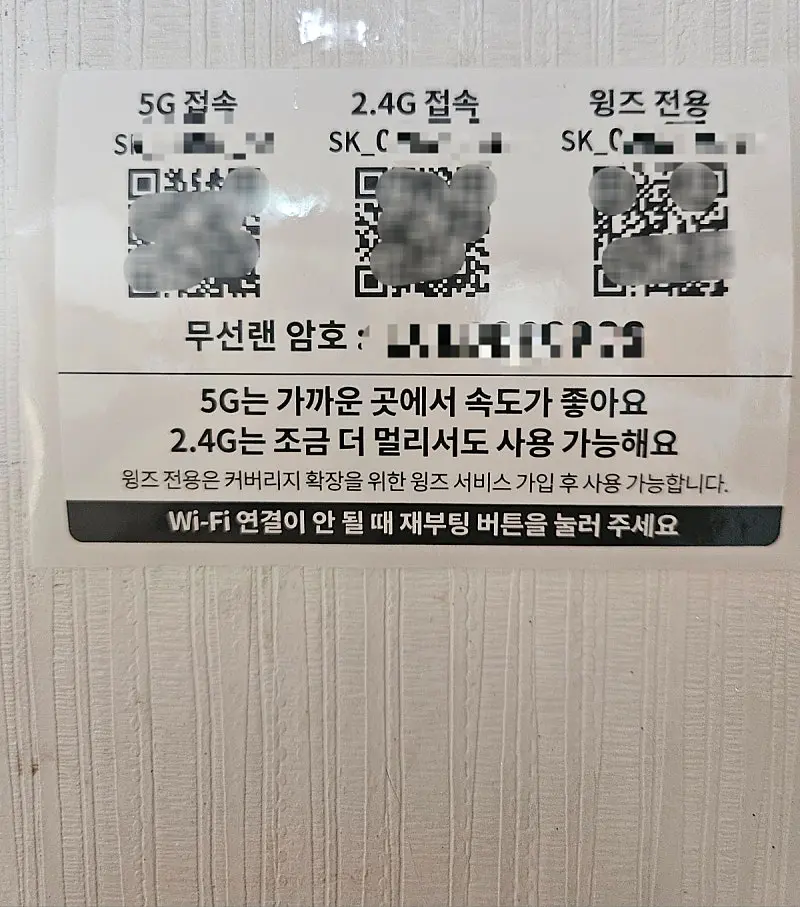 5G 접속 2.4G 접속 윙즈 전용
무선랜 암호 :
5G는 가까운 곳에서 속도가 좋아요
2.4G는 조금 더 멀리서도 사용 가능해요
윙즈 전용은 커버리지 확장을 위한 윙즈 서비스 가입 후 사용 가능합니다.
Wi-Fi 연결이 안 될 때 재부팅 버튼을 눌러 주세요